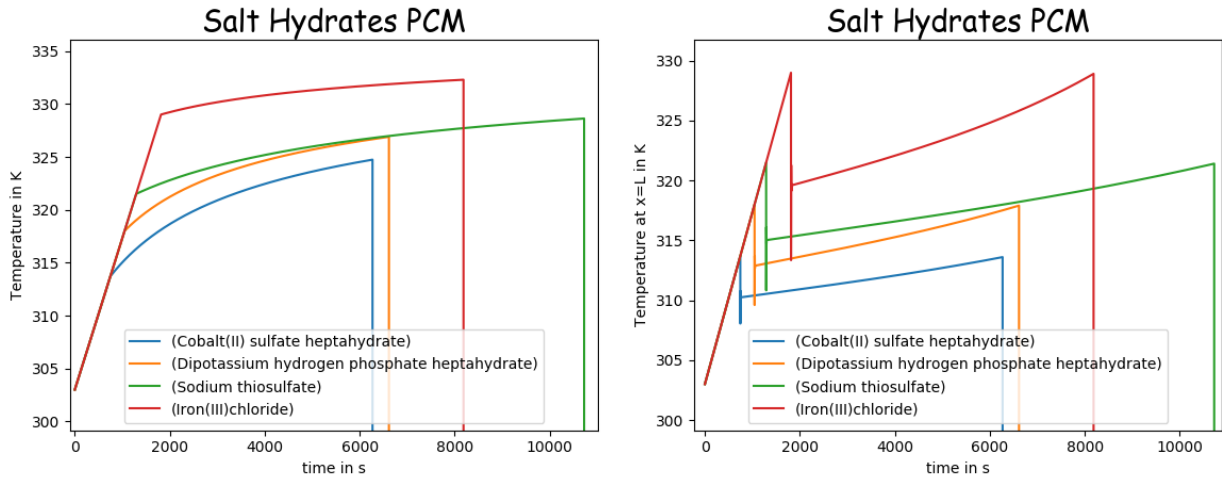 Salt Hydrates PCM
Temperature in K
335
330
325
320
315
310
305
300
(Cobalt(II) sulfate heptahydrate)
(Dipotassium hydrogen phosphate heptahydrate)
(Sodium thiosulfate)
(Iron(III)chloride)
0 2000 4000 6000 8000 10000
time in s
Salt Hydrates PCM
Temperature at x=L in K
330
325
320
315
310
305
300
(Cobalt(II) sulfate heptahydrate)
(Dipotassium hydrogen phosphate heptahydrate)
(Sodium thiosulfate)
(Iron(III)chloride)
0 2000 4000 6000 8000 10000
time in s